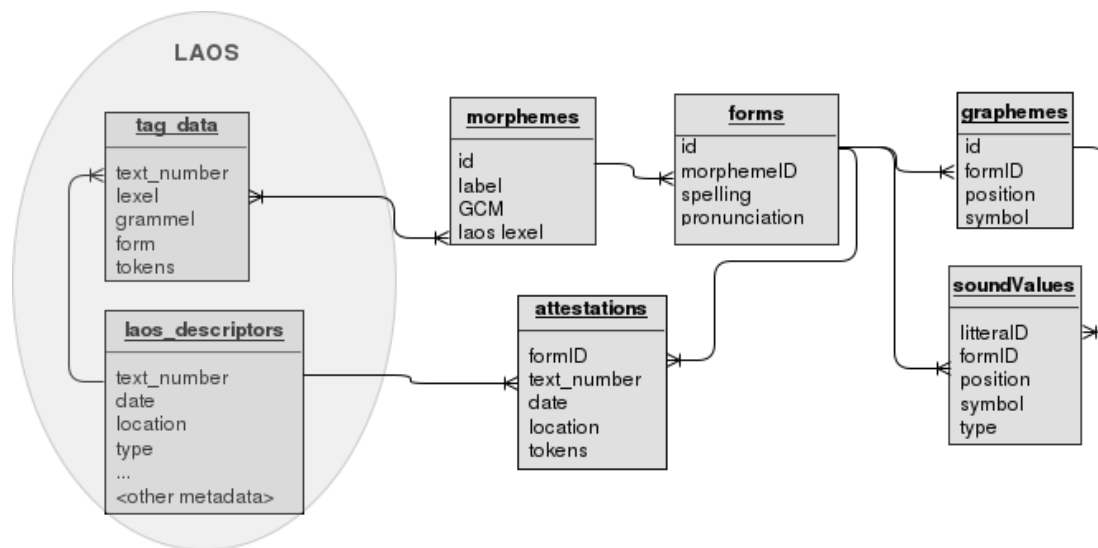 LAOS
tag_data
text_number
lexel
grammel
form
tokens
laos_descriptors
text_number
date
location
type
...
<other metadata>
morphemes
id
label
GCM
laos lexel
forms
id
morphemeID
spelling
pronunciation
attestations
formID
text_number
date
location
tokens
graphemes
id
formID
position
symbol
soundValues
litteraID
formID
position
symbol
type